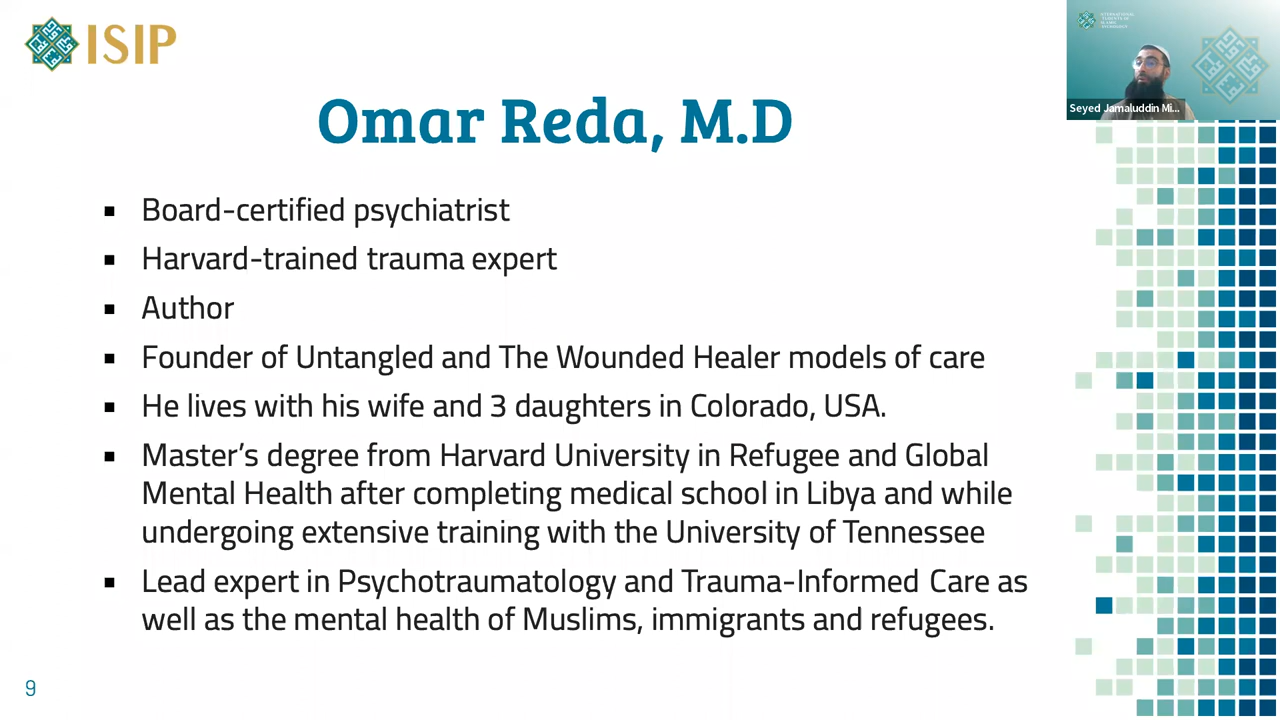 ISIP
Omar Reda, M.D
▪ Board-certified psychiatrist
▪ Harvard-trained trauma expert
▪ Author
▪ Founder of Untangled and The Wounded Healer models of care
▪ He lives with his wife and 3 daughters in Colorado, USA.
▪ Master’s degree from Harvard University in Refugee and Global
Mental Health after completing medical school in Libya and while
undergoing extensive training with the University of Tennessee
▪ Lead expert in Psychotraumatology and Trauma-Informed Care as
well as the mental health of Muslims, immigrants and refugees.
9
Seyed Jamaluddin Mi...